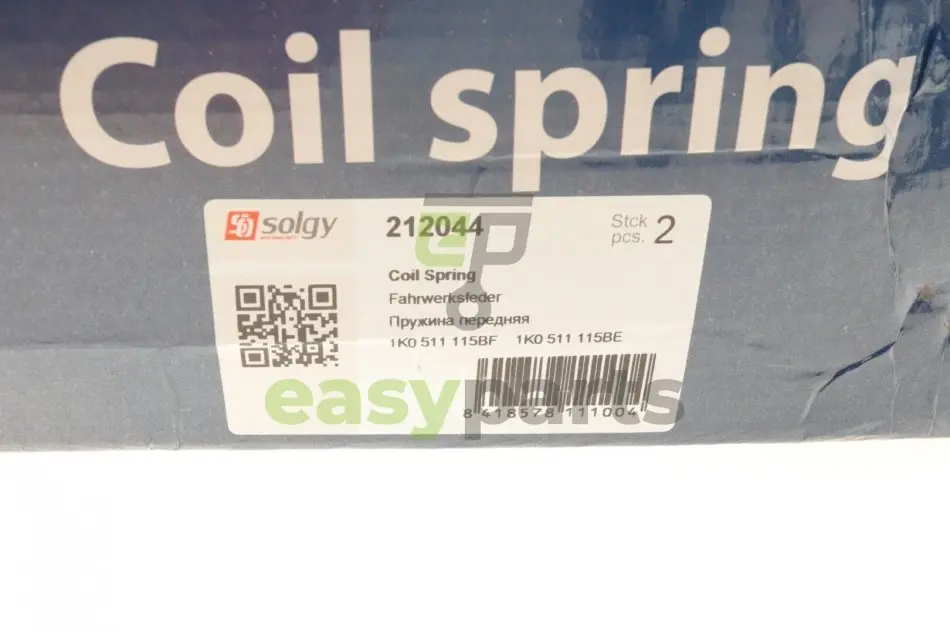 Coil spring
solgy 212044 Stck pcs. 2
Coil Spring
Fahrwerksfeder
Пружина передняя
1K0 511 115BF 1K0 511 115BE
8 418578 111004
EP
easyparts